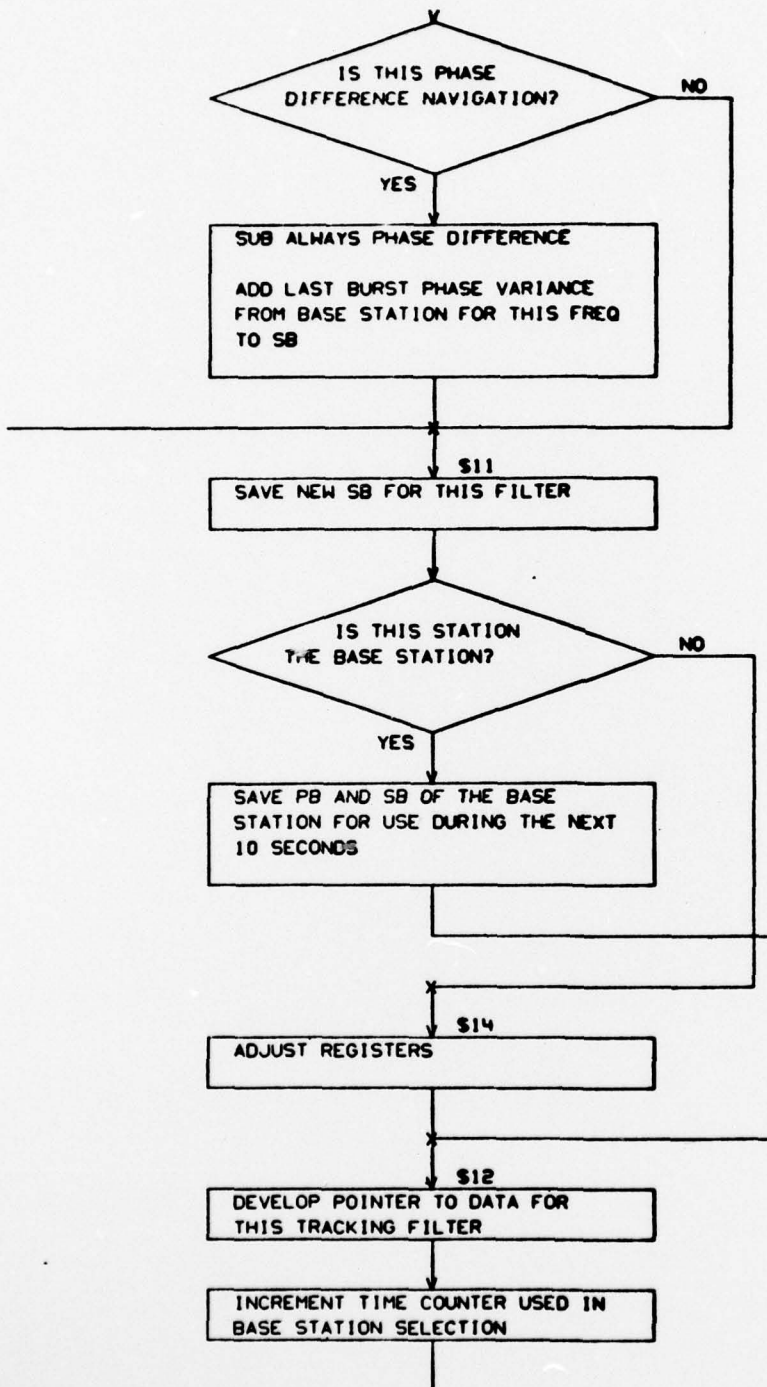 IS THIS PHASE
DIFFERENCE NAVIGATION?
NO
YES
SUB ALWAYS PHASE DIFFERENCE
ADD LAST BURST PHASE VARIANCE
FROM BASE STATION FOR THIS FREQ
TO SB
$11
SAVE NEW SB FOR THIS FILTER
IS THIS STATION
THE BASE STATION?
NO
YES
SAVE PB AND SB OF THE BASE
STATION FOR USE DURING THE NEXT
10 SECONDS
$14
ADJUST REGISTERS
$12
DEVELOP POINTER TO DATA FOR
THIS TRACKING FILTER
INCREMENT TIME COUNTER USED IN
BASE STATION SELECTION